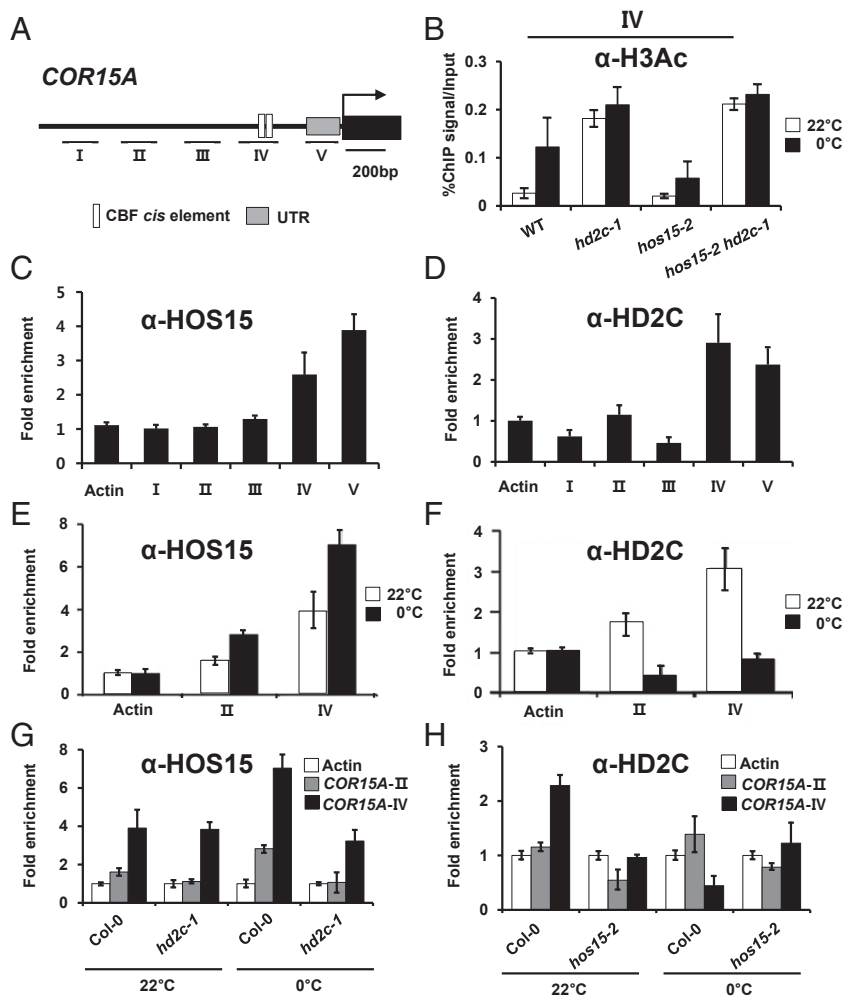 A
COR15A
I II III IV V
200bp
CBF cis element UTR
B
IV
α-H3Ac
%ChIP signal/Input
0.3
0.2
0.1
0
22°C
0°C
WT hd2c-1 hos15-2 hos15-2 hd2c-1
C
α-HOS15
Fold enrichment
5
4
3
2
1
0
Actin I II III IV V
D
α-HD2C
Fold enrichment
4
3
2
1
0
Actin I II III IV V
E
α-HOS15
Fold enrichment
8
6
4
2
0
22°C
0°C
Actin II IV
F
α-HD2C
Fold enrichment
4
3
2
1
0
22°C
0°C
Actin II IV
G
α-HOS15
Fold enrichment
8
6
4
2
0
Actin
COR15A-II
COR15A-IV
Col-0 hd2c-1 Col-0 hd2c-1
22°C 0°C
H
α-HD2C
Fold enrichment
3
2
1
0
Actin
COR15A-II
COR15A-IV
Col-0 hos15-2 Col-0 hos15-2
22°C 0°C